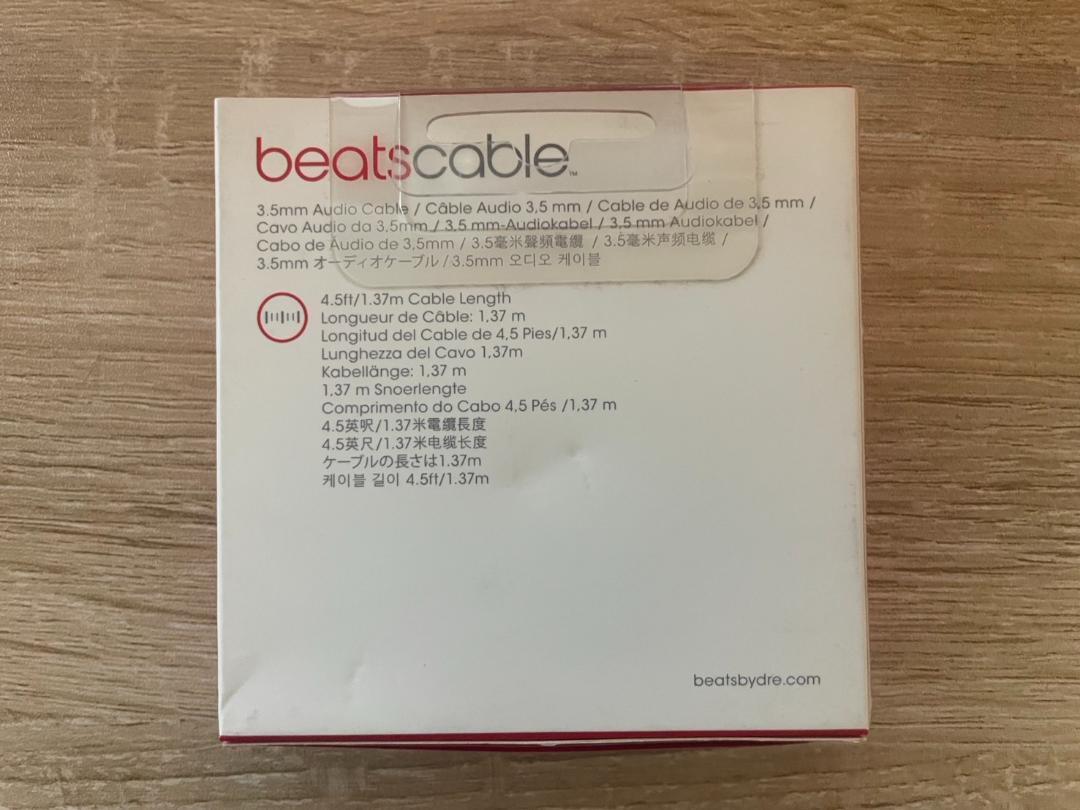 beatscable™
3.5mm Audio Cable / Câble Audio 3,5 mm / Cable de Audio de 3,5 mm /
Cavo Audio da 3,5mm / 3,5 mm-Audiokabel / 3,5 mm Audiokabel /
Cabo de Áudio de 3,5mm / 3.5毫米聲頻電纜 / 3.5毫米声频电缆 /
3.5mm オーディオケーブル / 3.5mm 오디오 케이블
4.5ft/1.37m Cable Length
Longueur de Câble: 1,37 m
Longitud del Cable de 4,5 Pies/1,37 m
Lunghezza del Cavo 1,37m
Kabellänge: 1,37 m
1,37 m Snoerlengte
Comprimento do Cabo 4,5 Pés /1,37 m
4.5英呎/1.37米電纜長度
4.5英尺/1.37米电缆长度
ケーブルの長さは1.37m
케이블 길이 4.5ft/1.37m
beatsbydre.com